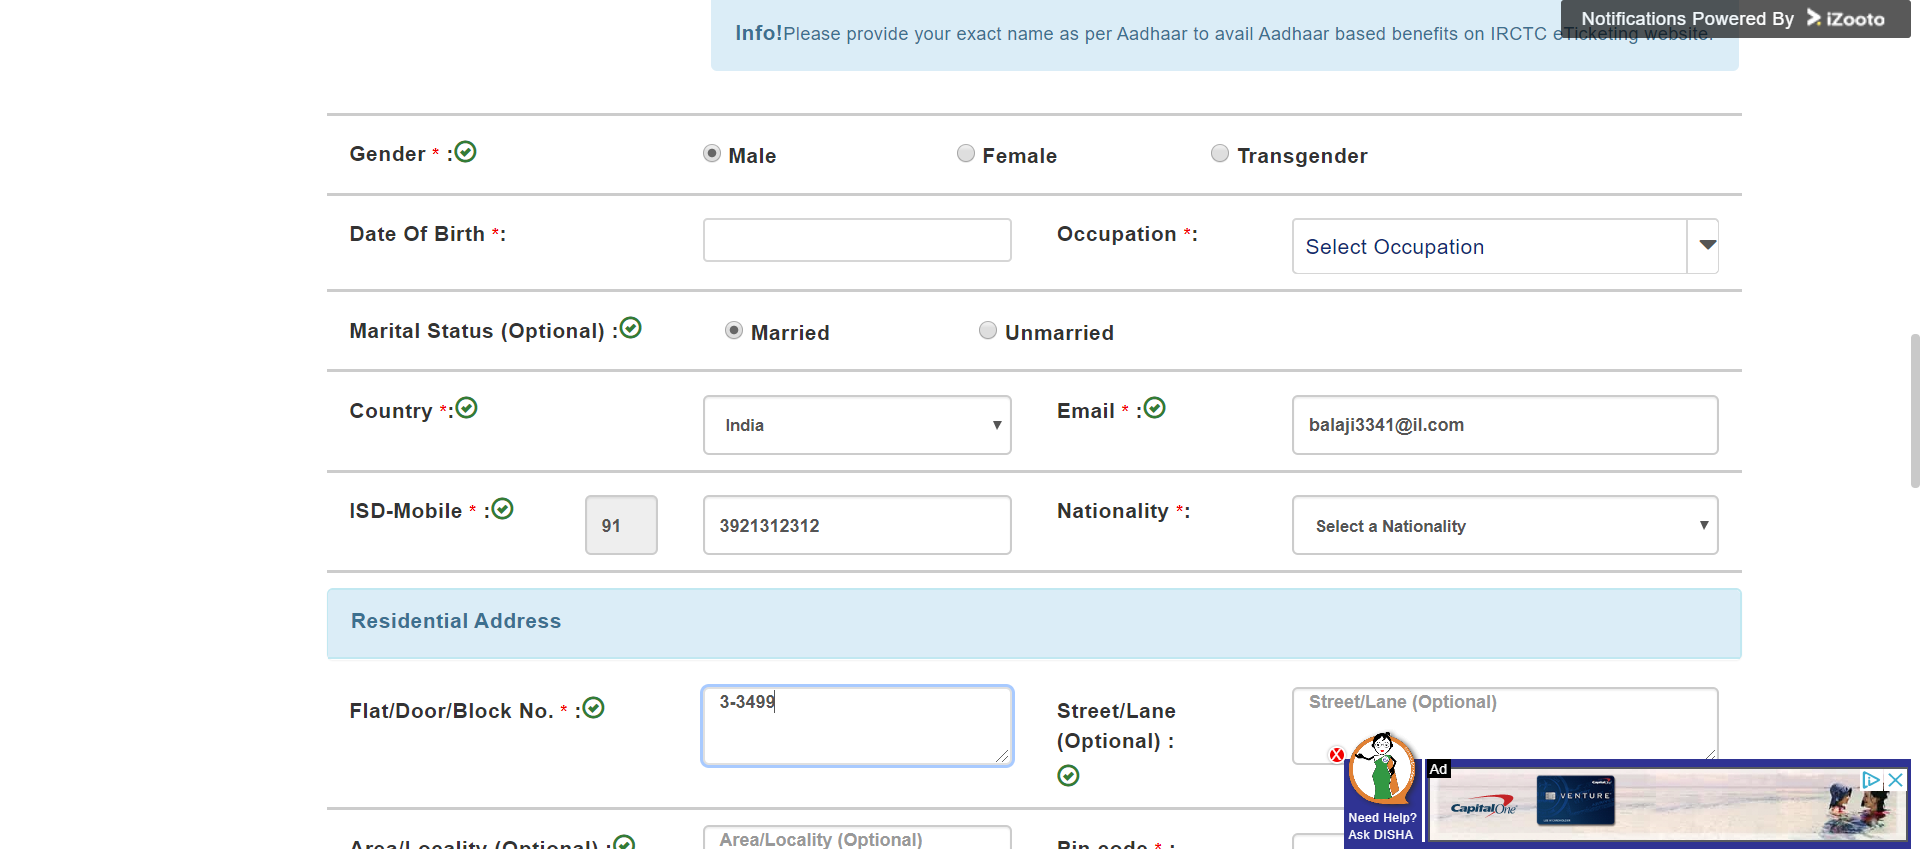 Notifications Powered By iZooto
Info!Please provide your exact name as per Aadhaar to avail Aadhaar based benefits on IRCTC eTicketing website.
Gender * :
Male
Female
Transgender
Date Of Birth *:
Occupation *:
Select Occupation
Marital Status (Optional) :
Married
Unmarried
Country *:
India
Email * :
balaji3341@il.com
ISD-Mobile * :
91
3921312312
Nationality *:
Select a Nationality
Residential Address
Flat/Door/Block No. * :
3-3499
Street/Lane
(Optional) :
Street/Lane (Optional)
Area/Locality (Optional) :
Area/Locality (Optional)
Pin code * :
X
Need Help?
Ask DISHA
Ad
Capital One
VENTURE